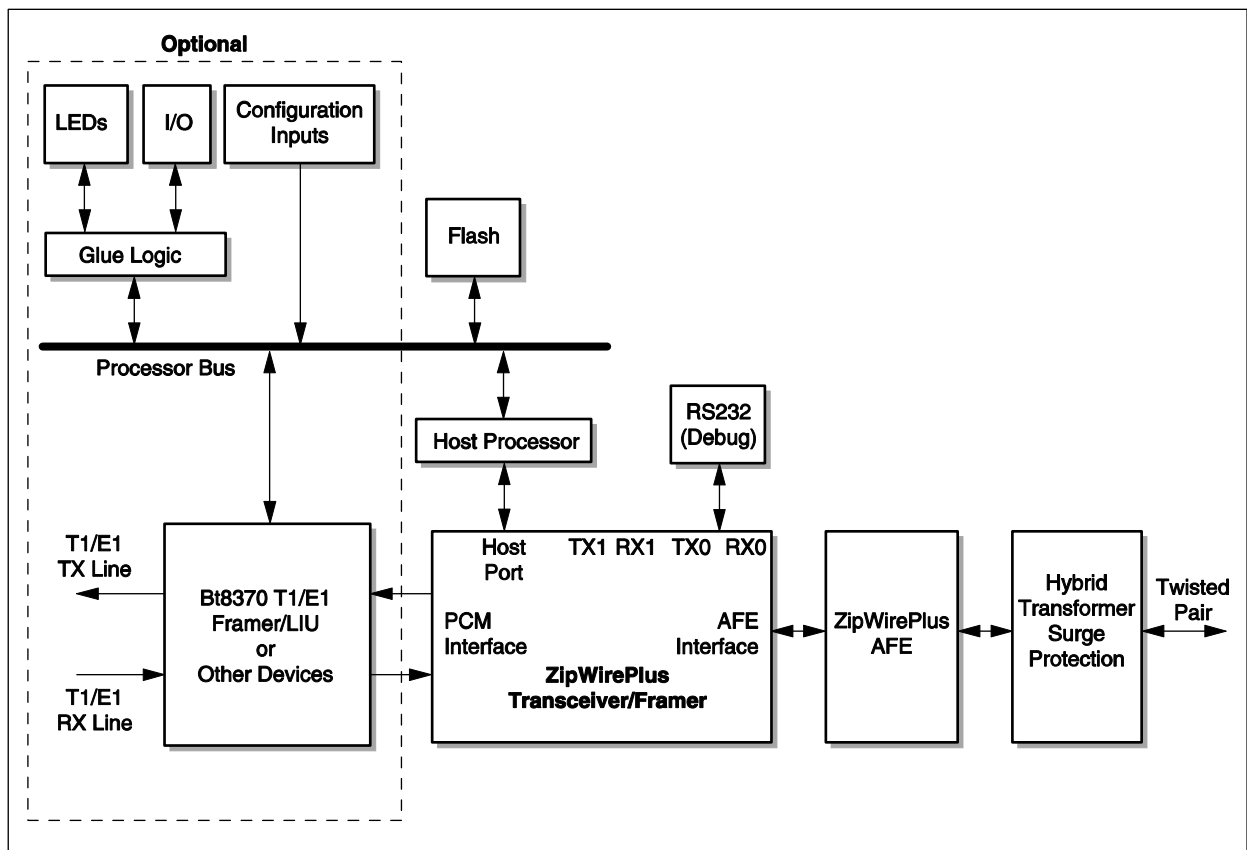 Optional
LEDs
I/O
Configuration
Inputs
Glue Logic
Flash
Processor Bus
Host Processor
RS232
(Debug)
T1/E1
TX Line
T1/E1
RX Line
Bt8370 T1/E1
Framer/LIU
or
Other Devices
Host
Port
TX1 RX1 TX0 RX0
PCM
Interface
AFE
Interface
ZipWirePlus
Transceiver/Framer
ZipWirePlus
AFE
Hybrid
Transformer
Surge
Protection
Twisted
Pair